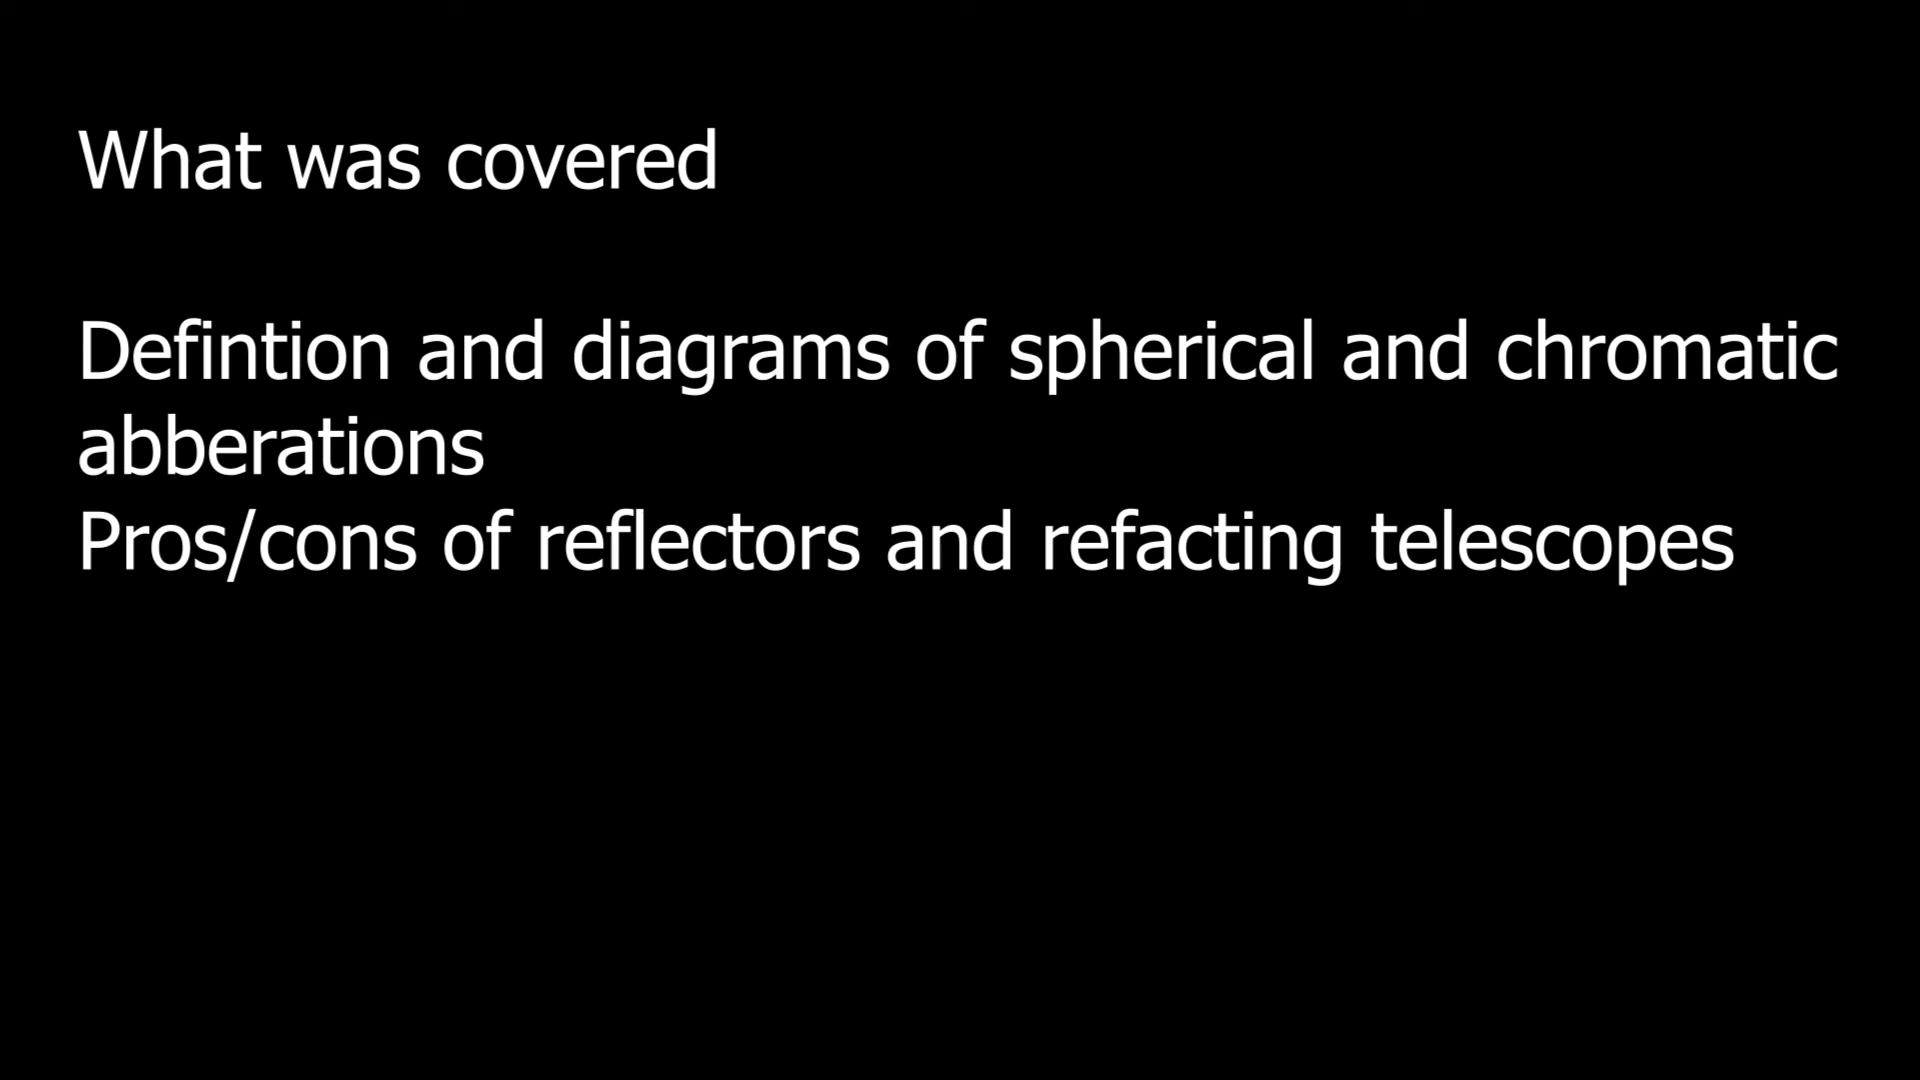 What was covered
Defintion and diagrams of spherical and chromatic
abberations
Pros/cons of reflectors and refacting telescopes